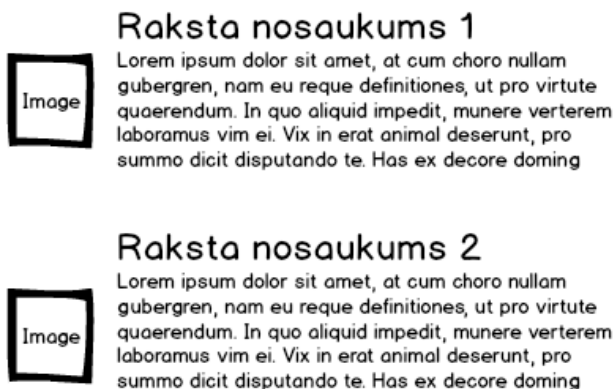 Raksta nosaukums 1
Image
Lorem ipsum dolor sit amet, at cum choro nullam
gubergren, nam eu reque definitiones, ut pro virtute
quaerendum. In quo aliquid impedit, munere verterem
laboramus vim ei. Vix in erat animal deserunt, pro
summo dicit disputando te. Has ex decore doming
Raksta nosaukums 2
Image
Lorem ipsum dolor sit amet, at cum choro nullam
gubergren, nam eu reque definitiones, ut pro virtute
quaerendum. In quo aliquid impedit, munere verterem
laboramus vim ei. Vix in erat animal deserunt, pro
summo dicit disputando te. Has ex decore doming